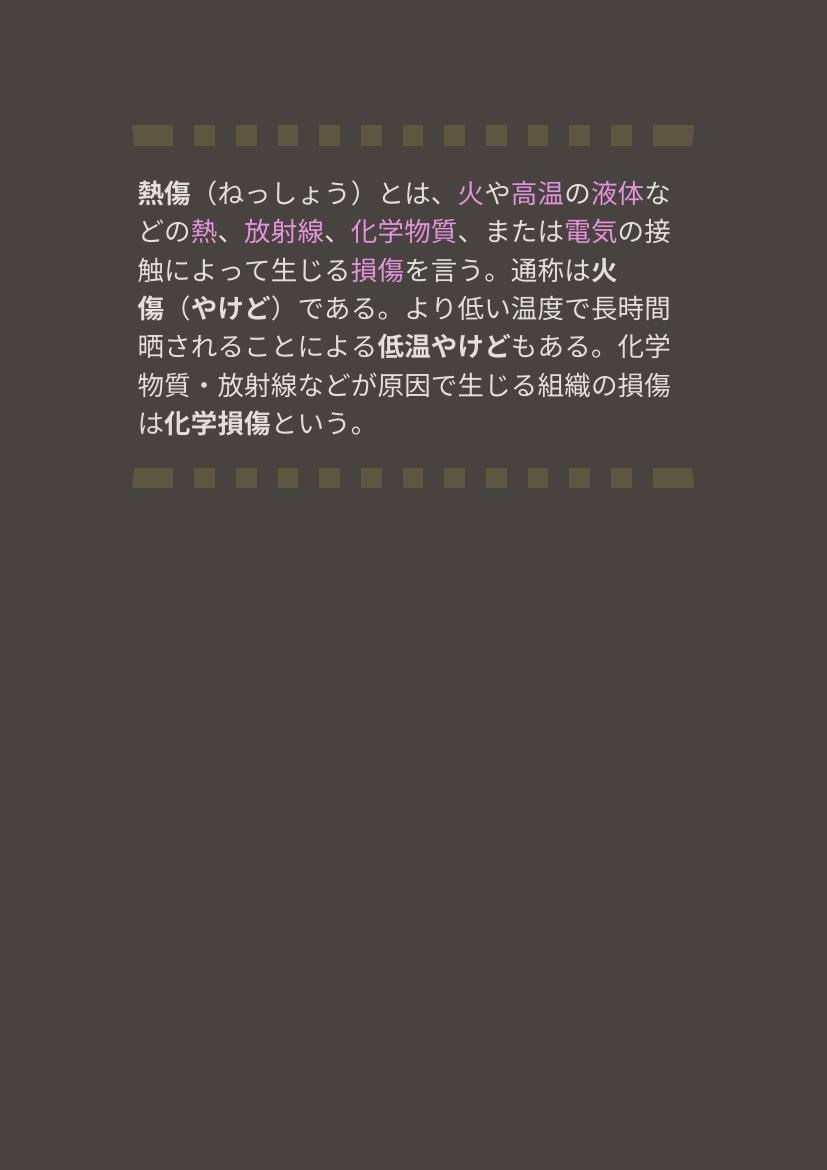 熱傷（ねっしょう）とは、火や高温の液体な
どの熱、放射線、化学物質、または電気の接
触によって生じる損傷を言う。通称は火
傷（やけど）である。より低い温度で長時間
晒されることによる低温やけどもある。化学
物質・放射線などが原因で生じる組織の損傷
は化学損傷という。